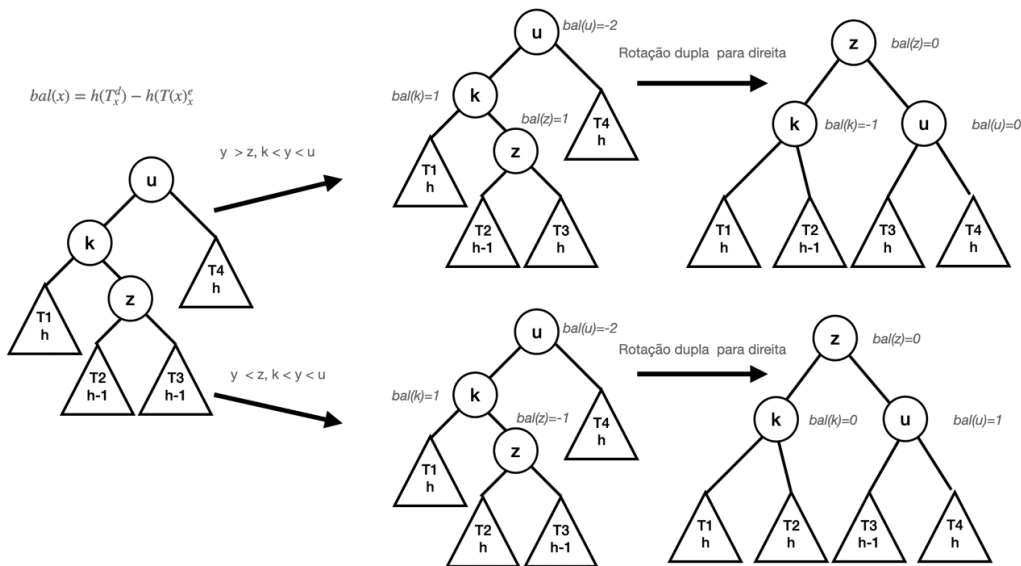 bal(x) = h(T_x^d) − h(T(x)_x^e
u
k
z
T1
h
T2
h-1
T3
h-1
T4
h
y > z, k < y < u
y < z, k < y < u
u
bal(u)=-2
bal(k)=1
k
bal(z)=1
z
T1
h
T2
h-1
T3
h
T4
h
Rotação dupla para direita
z
bal(z)=0
k
bal(k)=-1
u
bal(u)=0
T1
h
T2
h-1
T3
h
T4
h
u
bal(u)=-2
bal(k)=1
k
bal(z)=-1
z
T1
h
T2
h
T3
h-1
T4
h
Rotação dupla para direita
z
bal(z)=0
k
bal(k)=0
u
bal(u)=1
T1
h
T2
h
T3
h-1
T4
h